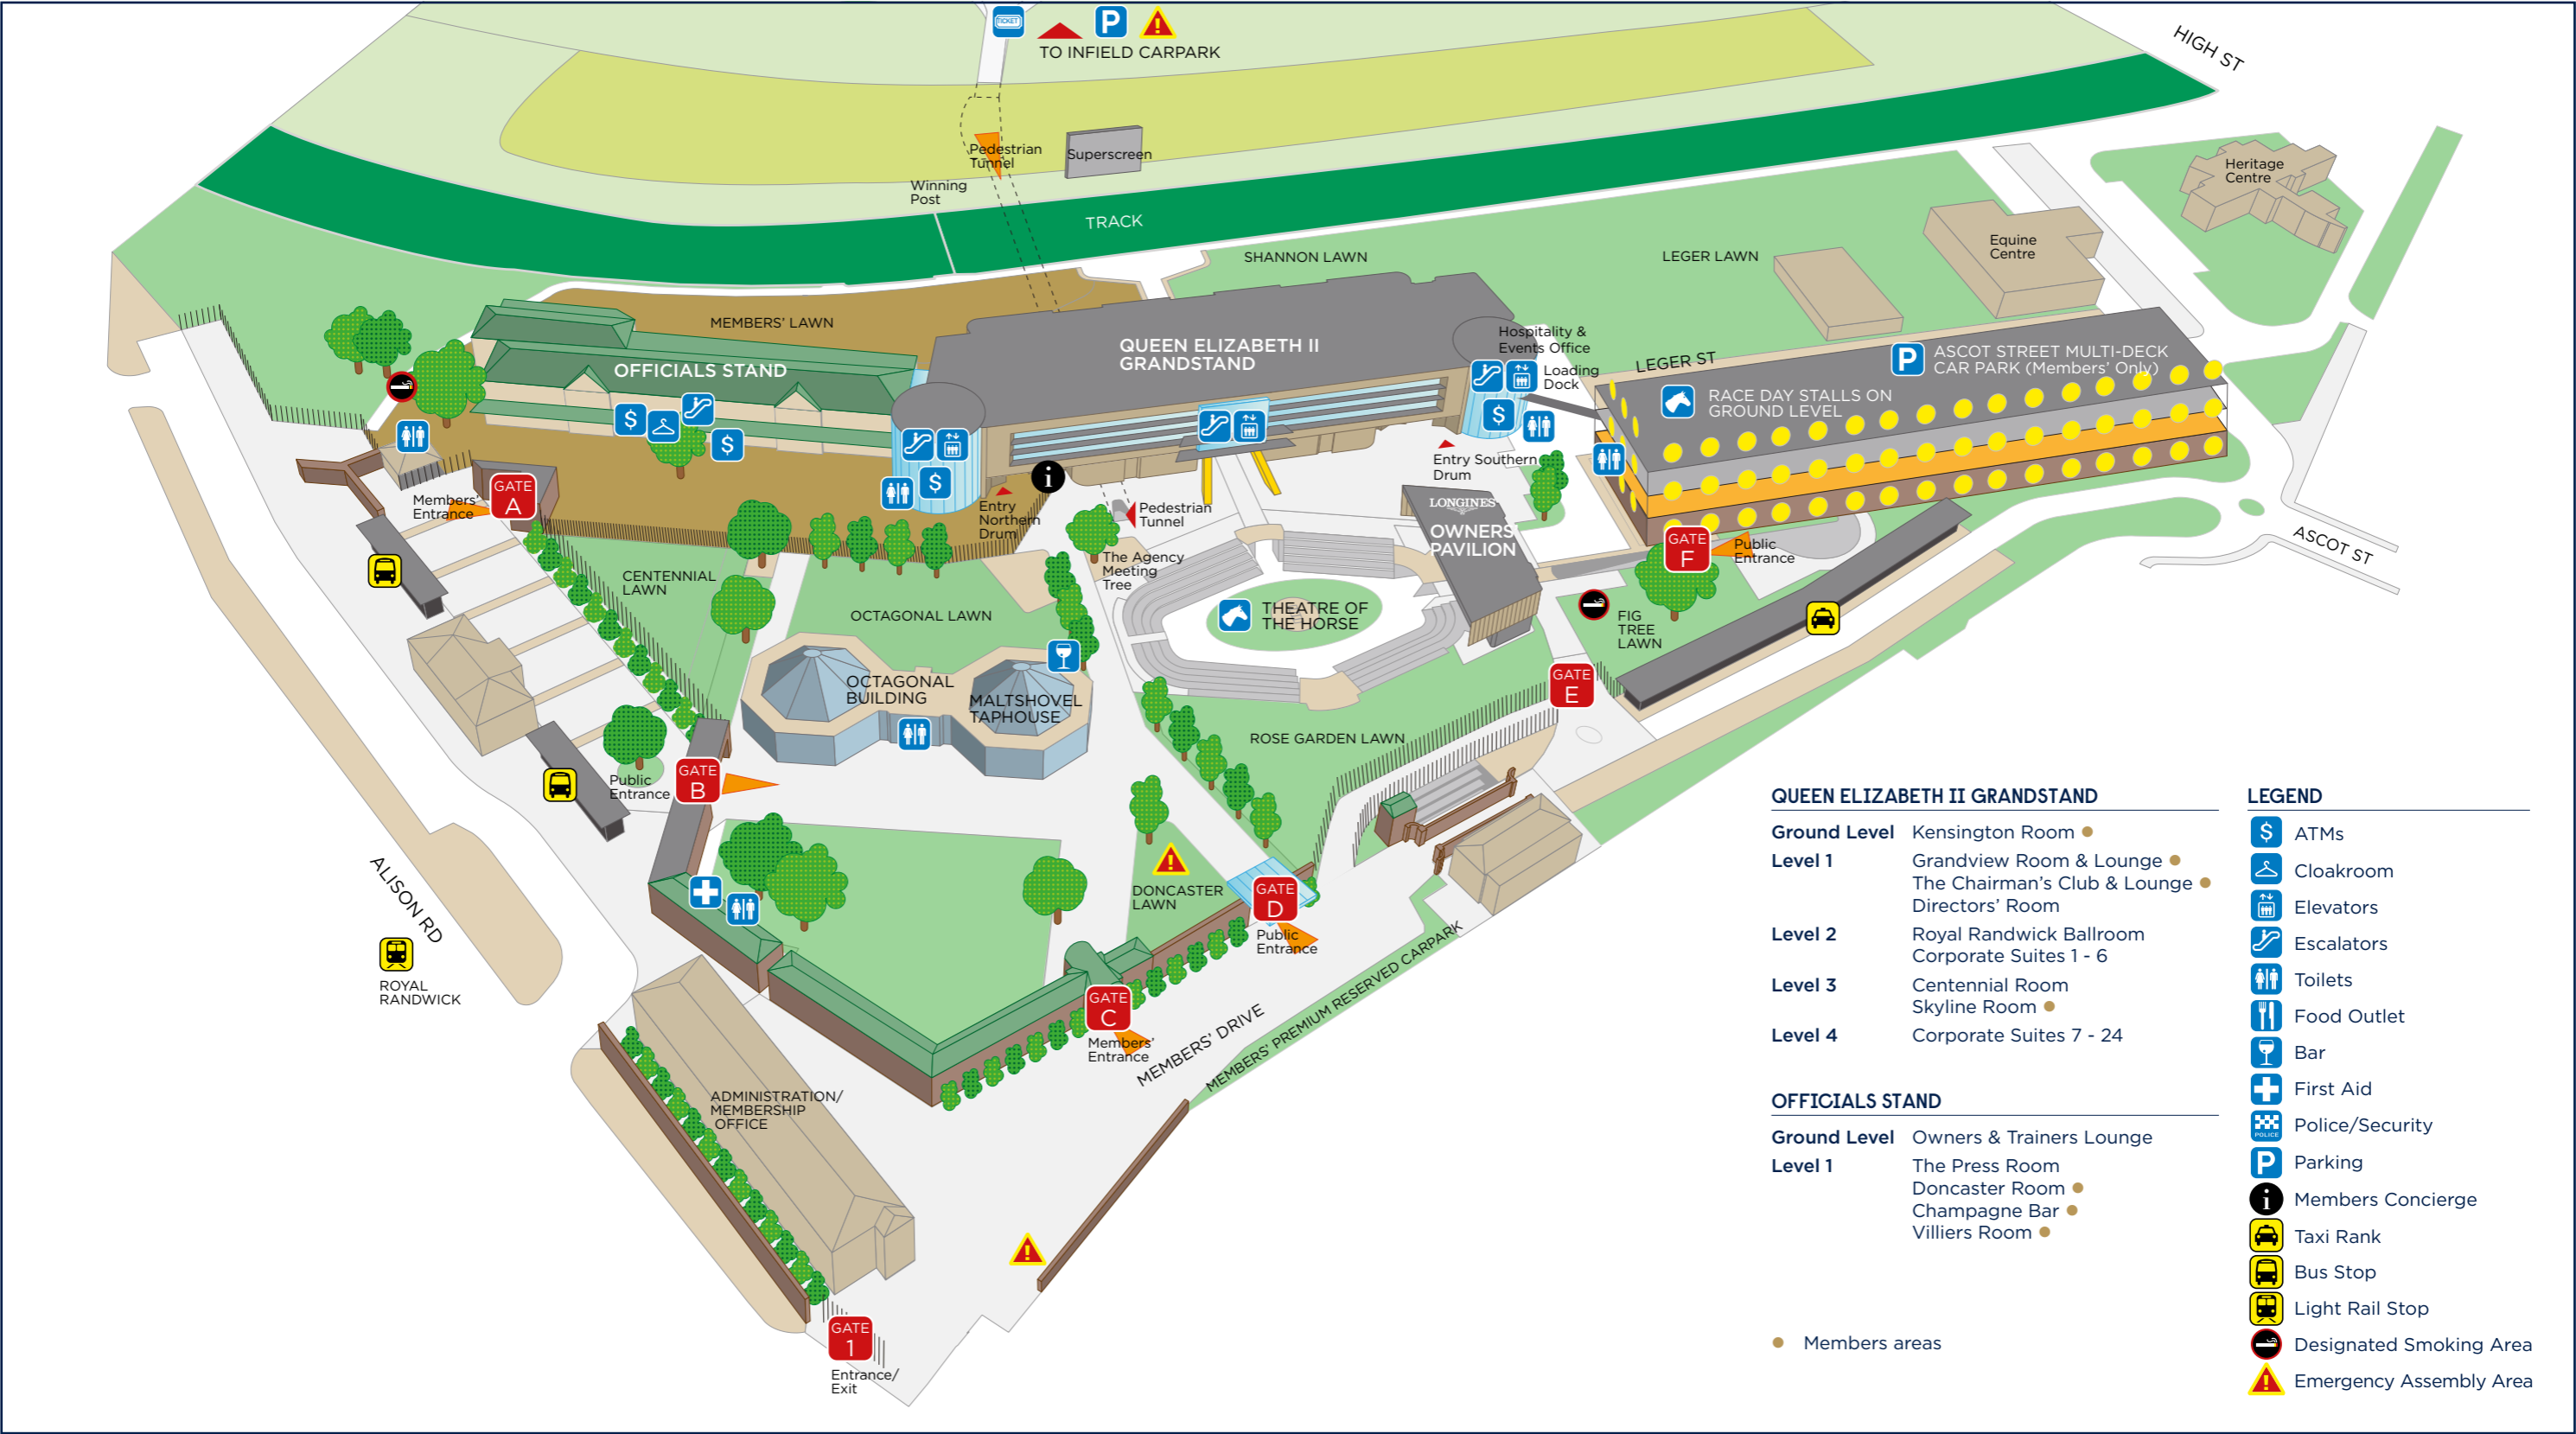 TICKET
P
TO INFIELD CARPARK
HIGH ST
Pedestrian
Tunnel
Superscreen
Winning
Post
TRACK
Heritage
Centre
SHANNON LAWN
LEGER LAWN
Equine
Centre
MEMBERS' LAWN
OFFICIALS STAND
QUEEN ELIZABETH II
GRANDSTAND
Hospitality &
Events Office
Loading
Dock
LEGER ST
P
ASCOT STREET MULTI-DECK
CAR PARK (Members' Only)
RACE DAY STALLS ON
GROUND LEVEL
$
$
$
$
i
Entry Southern
Drum
Members'
Entrance
GATE
A
Entry
Northern
Drum
Pedestrian
Tunnel
LONGINES
OWNERS
PAVILION
GATE
F
Public
Entrance
ASCOT ST
The Agency
Meeting
Tree
CENTENNIAL
LAWN
OCTAGONAL LAWN
THEATRE OF
THE HORSE
FIG
TREE
LAWN
OCTAGONAL
BUILDING
MALTSHOVEL
TAPHOUSE
GATE
E
ROSE GARDEN LAWN
Public
Entrance
GATE
B
ALISON RD
ROYAL
RANDWICK
DONCASTER
LAWN
GATE
D
Public
Entrance
GATE
C
Members'
Entrance
MEMBERS' DRIVE
MEMBERS' PREMIUM RESERVED CARPARK
ADMINISTRATION/
MEMBERSHIP
OFFICE
GATE
1
Entrance/
Exit
QUEEN ELIZABETH II GRANDSTAND
Ground Level Kensington Room
Level 1 Grandview Room & Lounge
The Chairman's Club & Lounge
Directors' Room
Level 2 Royal Randwick Ballroom
Corporate Suites 1 - 6
Level 3 Centennial Room
Skyline Room
Level 4 Corporate Suites 7 - 24
OFFICIALS STAND
Ground Level Owners & Trainers Lounge
Level 1 The Press Room
Doncaster Room
Champagne Bar
Villiers Room
Members areas
LEGEND
$ ATMs
Cloakroom
Elevators
Escalators
Toilets
Food Outlet
Bar
First Aid
POLICE Police/Security
P Parking
i Members Concierge
Taxi Rank
Bus Stop
Light Rail Stop
Designated Smoking Area
! Emergency Assembly Area